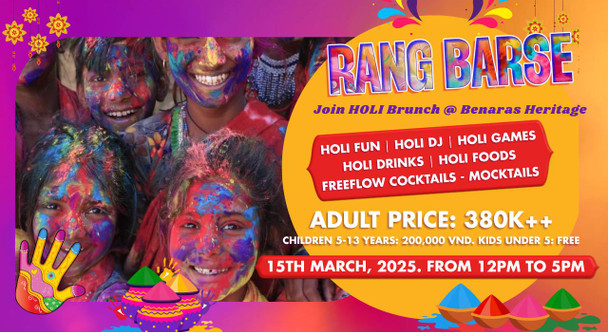 RANG BARSE
Join HOLI Brunch @ Benaras Heritage
HOLI FUN | HOLI DJ | HOLI GAMES
HOLI DRINKS | HOLI FOODS
FREEFLOW COCKTAILS - MOCKTAILS
ADULT PRICE: 380K++
CHILDREN 5-13 YEARS: 200,000 VND. KIDS UNDER 5: FREE
15TH MARCH, 2025. FROM 12PM TO 5PM